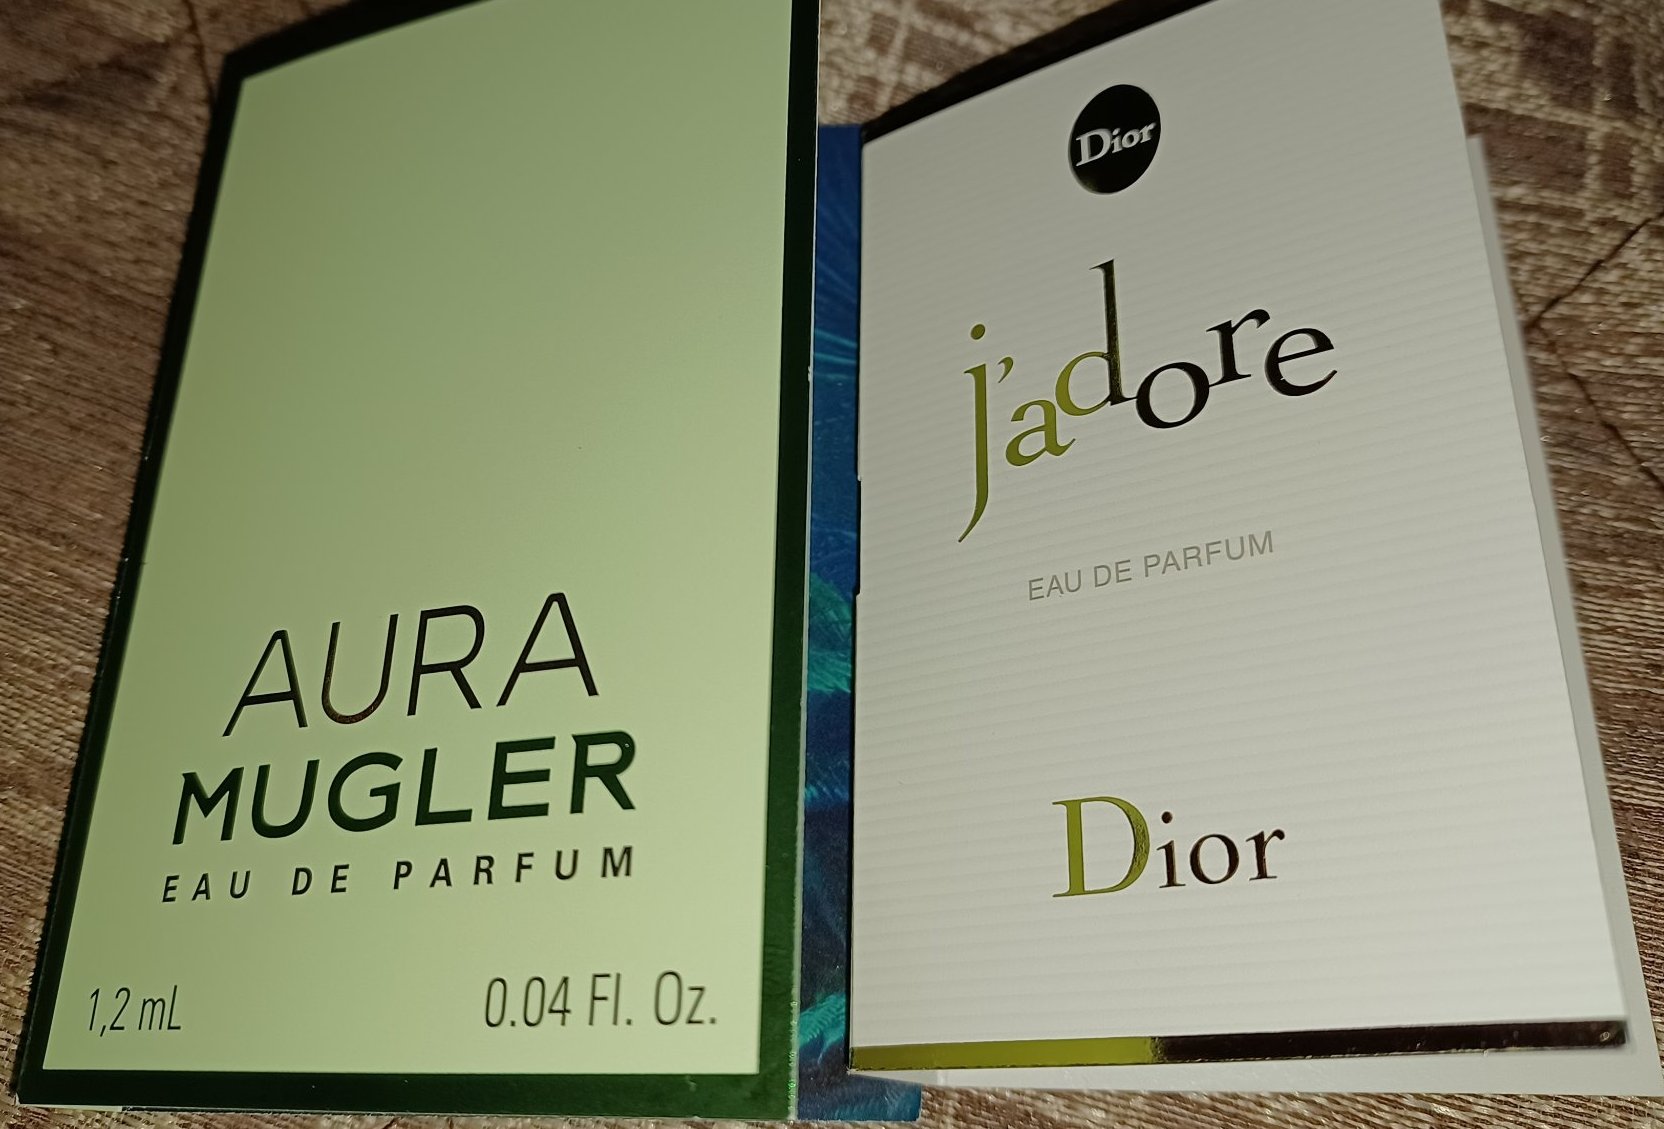 AURA
MUGLER
EAU DE PARFUM
1,2 mL
0.04 Fl. Oz.
Dior
j'adore
EAU DE PARFUM
Dior